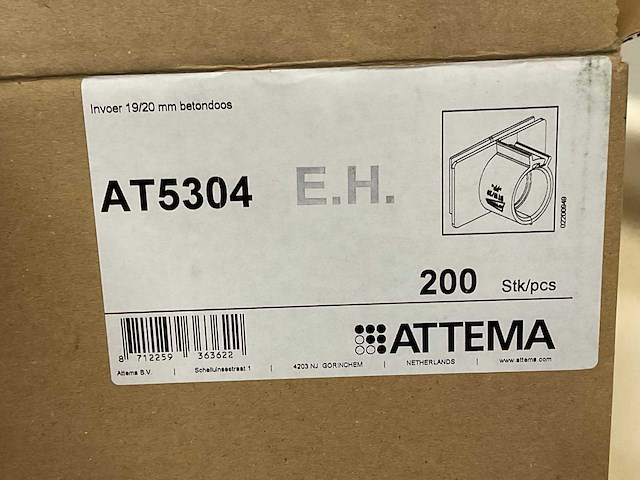 Invoer 19/20 mm betondoos
AT5304 E.H.
02200949
200 Stk/pcs
ATTEMA
8 712259 363622
Attema B.V. | Schelluinsestraat 1 | 4203 NJ GORINCHEM | NETHERLANDS | www.attema.com